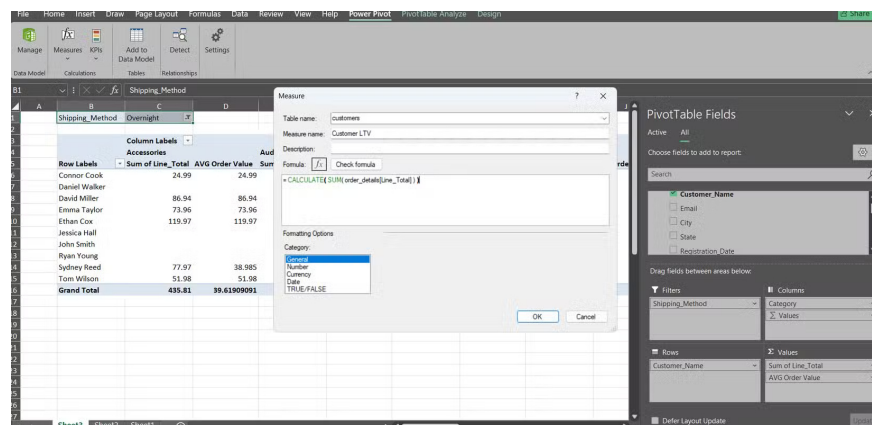 File Home Insert Draw Page Layout Formulas Data Review View Help Power Pivot PivotTable Analyze Design Share
Manage Measures KPIs Add to Data Model Detect Settings
Data Model Calculations Tables Relationships
B1 fx Shipping_Method
A B C D J
Shipping_Method Overnight
Column Labels
Accessories Aud
Row Labels Sum of Line_Total AVG Order Value Sum
Connor Cook 24.99 24.99
Daniel Walker
David Miller 86.94 86.94
Emma Taylor 73.96 73.96
Ethan Cox 119.97 119.97
Jessica Hall
John Smith
Ryan Young
Sydney Reed 77.97 38.985
Tom Wilson 51.98 51.98
Grand Total 435.81 39.61909091
Measure ? X
Table name: customers
Measure name: Customer LTV
Description:
Formula: fx Check formula
= CALCULATE( SUM( order_details[Line_Total] ) )
Formatting Options
Category:
General
Number
Currency
Date
TRUE/FALSE
OK Cancel
PivotTable Fields
Active All
Choose fields to add to report:
Search
Customer_Name
Email
City
State
Registration_Date
Drag fields between areas below:
Filters Columns
Shipping_Method Category
Σ Values
Rows Σ Values
Customer_Name Sum of Line_Total
AVG Order Value
Defer Layout Update
Sheet3 Sheet2 Sheet1